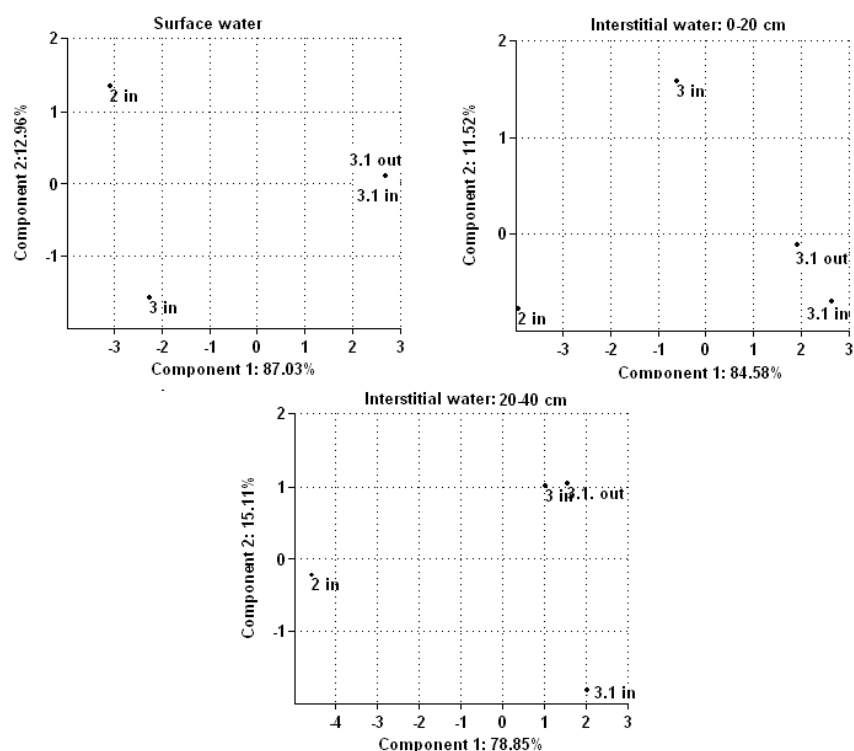 Surface water
2
1
0
-1
Component 2:12.96%
2 in
3.1 out
3.1 in
3 in
-3 -2 -1 0 1 2 3
Component 1: 87.03%
Interstitial water: 0-20 cm
2
1
0
Component 2: 11.52%
3 in
3.1 out
3.1 in
2 in
-3 -2 -1 0 1 2 3
Component 1: 84.58%
Interstitial water: 20-40 cm
2
1
0
-1
Component 2: 15.11%
3 in
3.1. out
2 in
3.1 in
-4 -3 -2 -1 0 1 2 3
Component 1: 78.85%